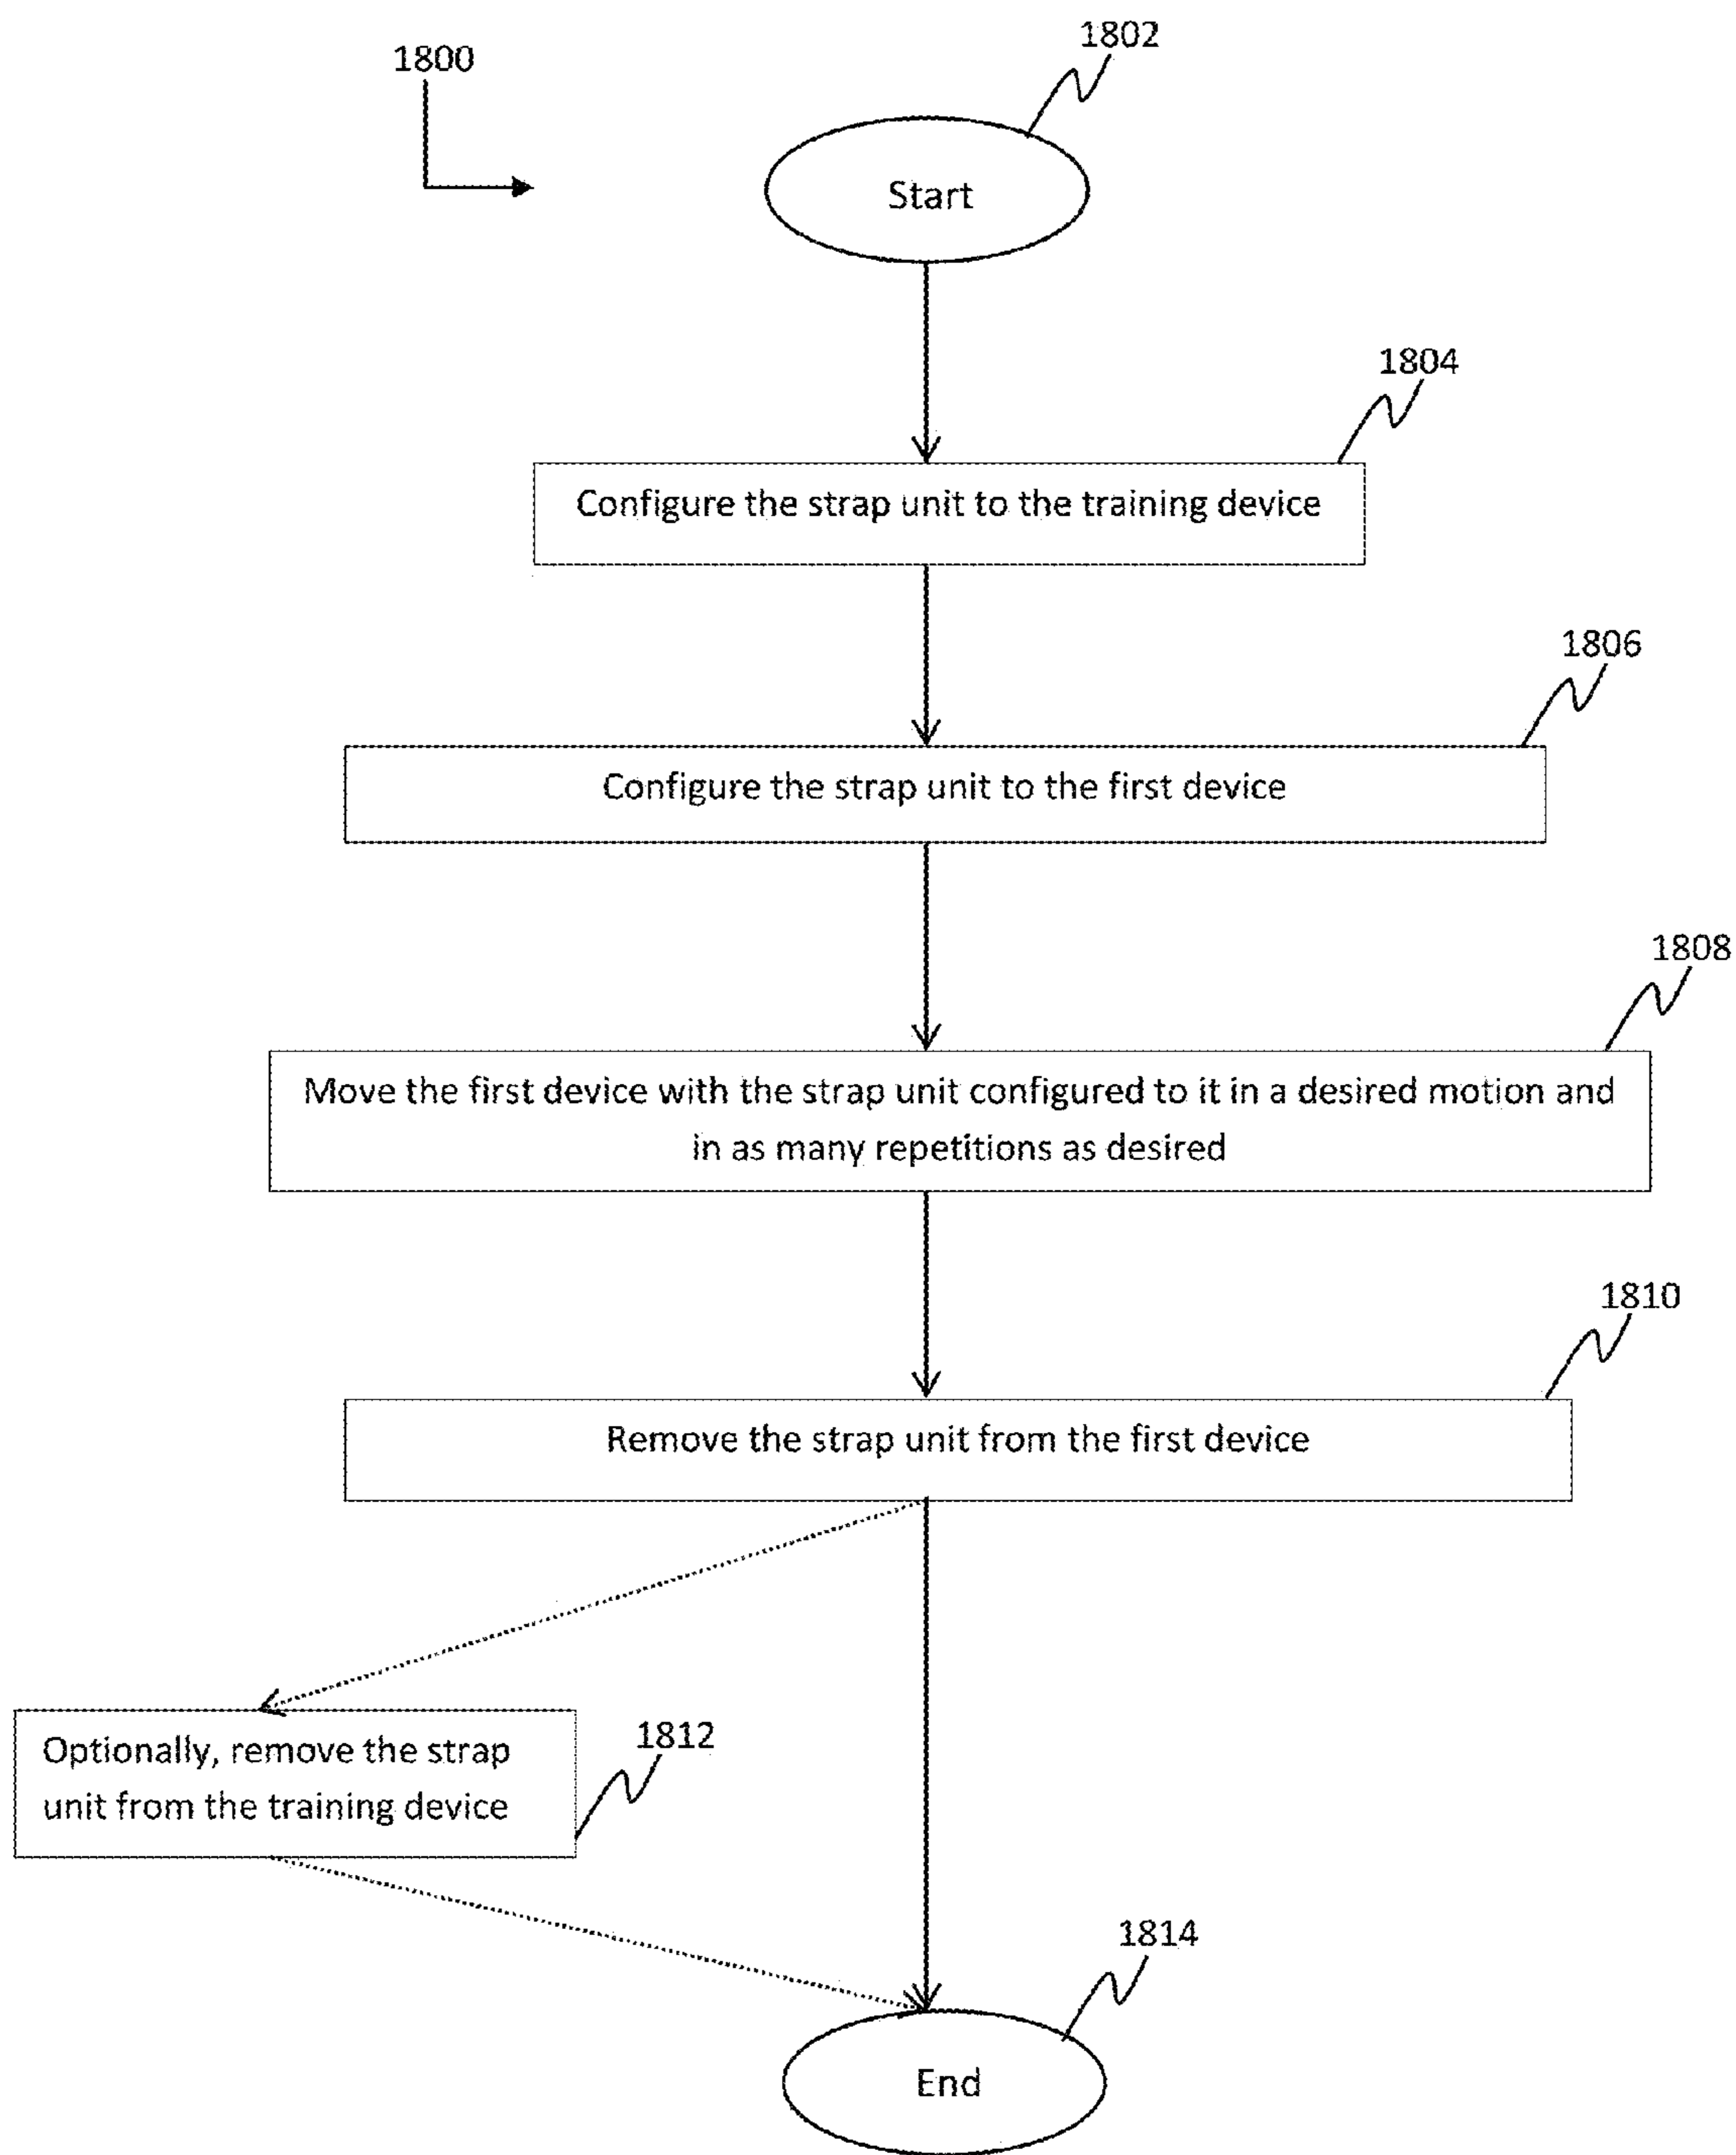 1802
1800
Start
1804
Configure the strap unit to the training device
1806
Configure the strap unit to the first device
1808
Move the first device with the strap unit configured to it in a desired motion and
in as many repetitions as desired
1810
Remove the strap unit from the first device
1812
Optionally, remove the strap
unit from the training device
1814
End